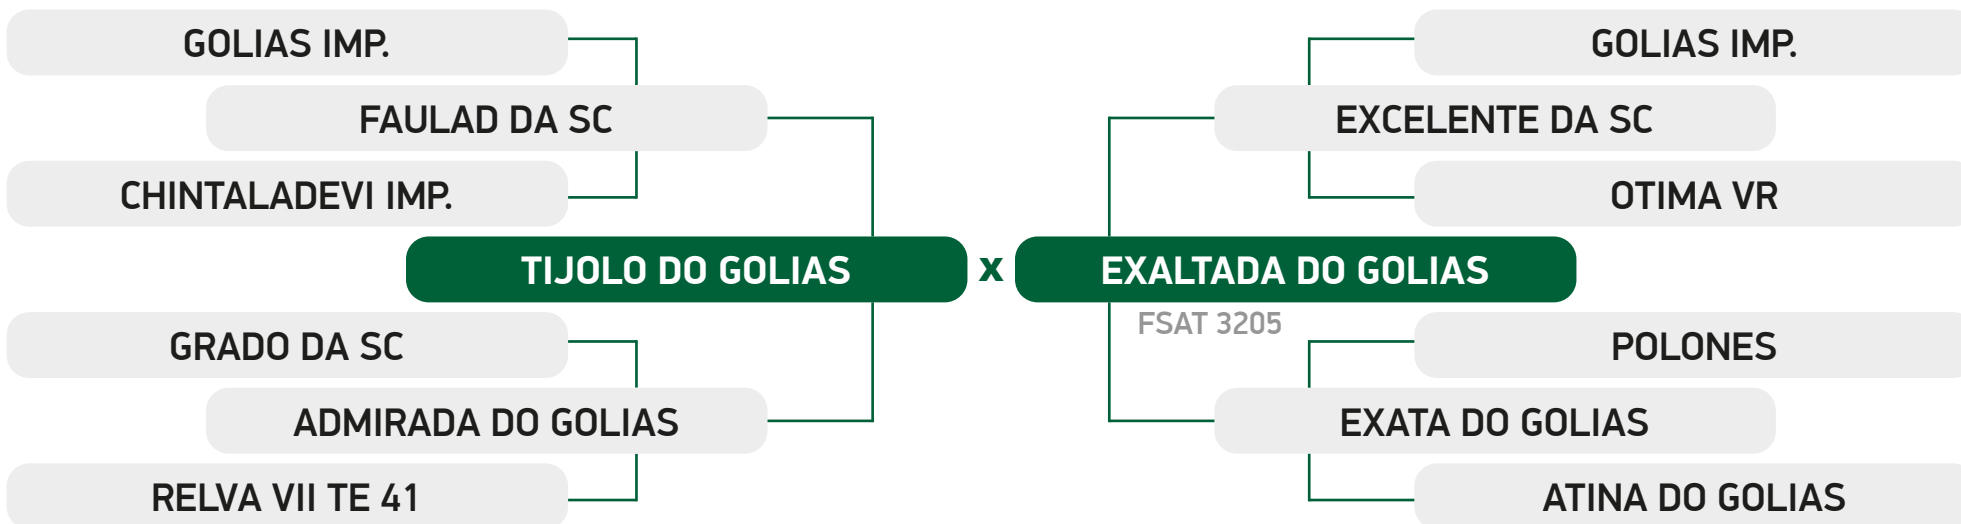 GOLIAS IMP.
GOLIAS IMP.
FAULAD DA SC
EXCELENTE DA SC
CHINTALADEVI IMP.
OTIMA VR
TIJOLO DO GOLIAS x EXALTADA DO GOLIAS
FSAT 3205
GRADO DA SC
POLONES
ADMIRADA DO GOLIAS
EXATA DO GOLIAS
RELVA VII TE 41
ATINA DO GOLIAS